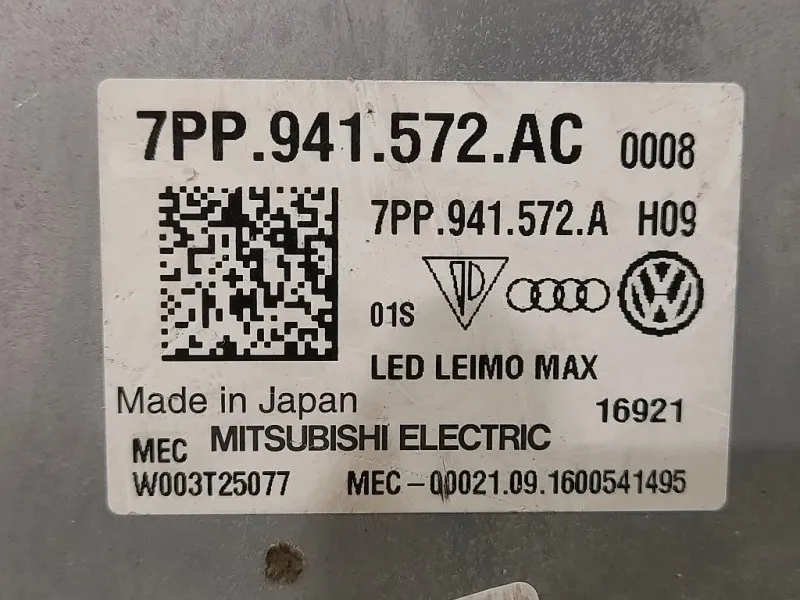 7PP.941.572.AC 0008
7PP.941.572.A H09
01S
LED LEIMO MAX
Made in Japan 16921
MEC MITSUBISHI ELECTRIC
W003T25077 MEC-00021.09.1600541495